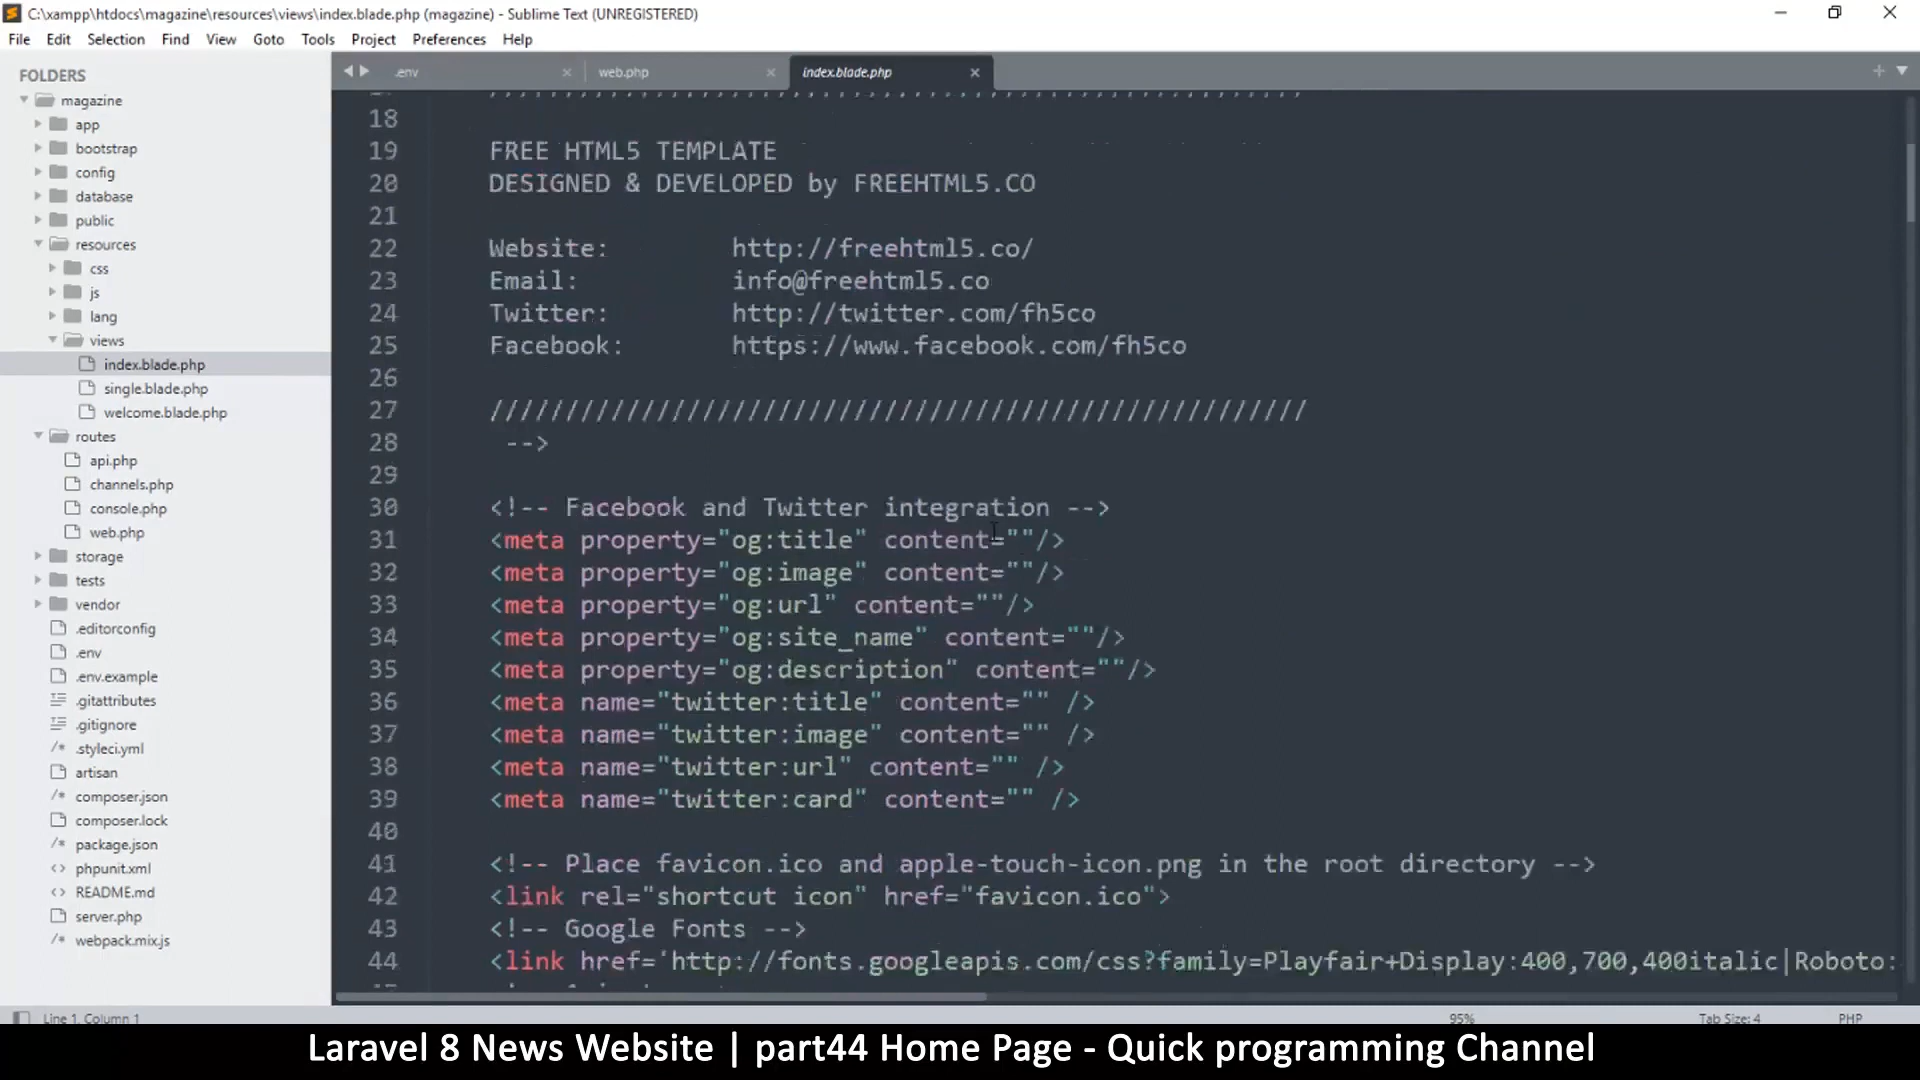 C:\xampp\htdocs\magazine\resources\views\index.blade.php (magazine) - Sublime Text (UNREGISTERED)
File Edit Selection Find View Goto Tools Project Preferences Help
FOLDERS
magazine
app
bootstrap
config
database
public
resources
css
js
lang
views
index.blade.php
single.blade.php
welcome.blade.php
routes
api.php
channels.php
console.php
web.php
storage
tests
vendor
.editorconfig
.env
.env.example
.gitattributes
.gitignore
.styleci.yml
artisan
composer.json
composer.lock
package.json
phpunit.xml
README.md
server.php
webpack.mix.js
.env web.php index.blade.php
18
19 FREE HTML5 TEMPLATE
20 DESIGNED & DEVELOPED by FREEHTML5.CO
21
22 Website: http://freehtml5.co/
23 Email: info@freehtml5.co
24 Twitter: http://twitter.com/fh5co
25 Facebook: https://www.facebook.com/fh5co
26
27 //////////////////////////////////////////////////////
28 -->
29
30 <!-- Facebook and Twitter integration -->
31 <meta property="og:title" content=""/>
32 <meta property="og:image" content=""/>
33 <meta property="og:url" content=""/>
34 <meta property="og:site_name" content=""/>
35 <meta property="og:description" content=""/>
36 <meta name="twitter:title" content="" />
37 <meta name="twitter:image" content="" />
38 <meta name="twitter:url" content="" />
39 <meta name="twitter:card" content="" />
40
41 <!-- Place favicon.ico and apple-touch-icon.png in the root directory -->
42 <link rel="shortcut icon" href="favicon.ico">
43 <!-- Google Fonts -->
44 <link href='http://fonts.googleapis.com/css?family=Playfair+Display:400,700,400italic|Roboto:
Line 1, Column 1 95% Tab Size: 4 PHP
Laravel 8 News Website | part44 Home Page - Quick programming Channel